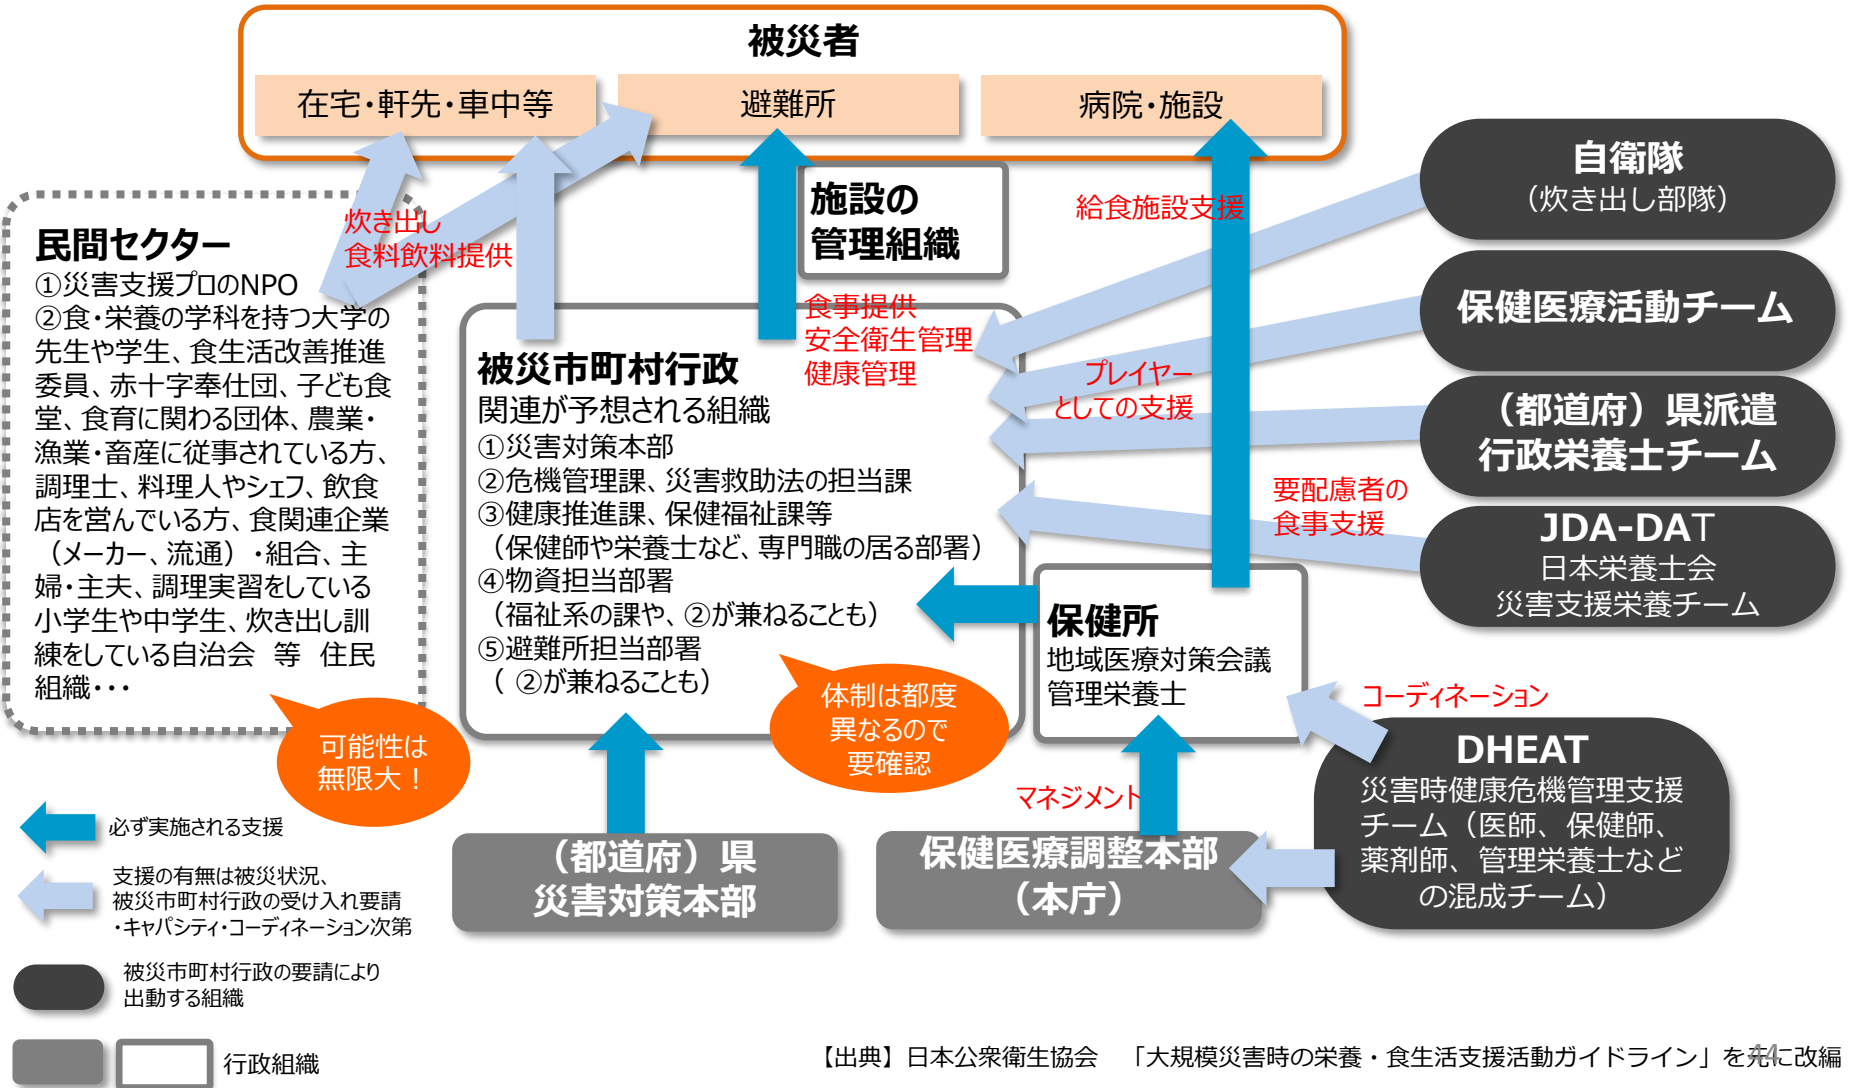 被災者
在宅・軒先・車中等
避難所
病院・施設
民間セクター
①災害支援プロのNPO
②食・栄養の学科を持つ大学の
先生や学生、食生活改善推進
委員、赤十字奉仕団、子ども食
堂、食育に関わる団体、農業・
漁業・畜産に従事されている方、
調理士、料理人やシェフ、飲食
店を営んでいる方、食関連企業
（メーカー、流通）・組合、主
婦・主夫、調理実習をしている
小学生や中学生、炊き出し訓
練をしている自治会　等　住民
組織・・・
可能性は
無限大！
炊き出し
食料飲料提供
施設の
管理組織
食事提供
安全衛生管理
健康管理
被災市町村行政
関連が予想される組織
①災害対策本部
②危機管理課、災害救助法の担当課
③健康推進課、保健福祉課等
（保健師や栄養士など、専門職の居る部署）
④物資担当部署
（福祉系の課や、②が兼ねることも）
⑤避難所担当部署
（ ②が兼ねることも）
体制は都度
異なるので
要確認
給食施設支援
プレイヤー
としての支援
要配慮者の
食事支援
自衛隊
（炊き出し部隊）
保健医療活動チーム
（都道府）県派遣
行政栄養士チーム
JDA-DAT
日本栄養士会
災害支援栄養チーム
保健所
地域医療対策会議
管理栄養士
コーディネーション
DHEAT
災害時健康危機管理支援
チーム（医師、保健師、
薬剤師、管理栄養士など
の混成チーム）
マネジメント
（都道府）県
災害対策本部
保健医療調整本部
（本庁）
必ず実施される支援
支援の有無は被災状況、
被災市町村行政の受け入れ要請
・キャパシティ・コーディネーション次第
被災市町村行政の要請により
出動する組織
行政組織
【出典】日本公衆衛生協会　「大規模災害時の栄養・食生活支援活動ガイドライン」を元に改編
44